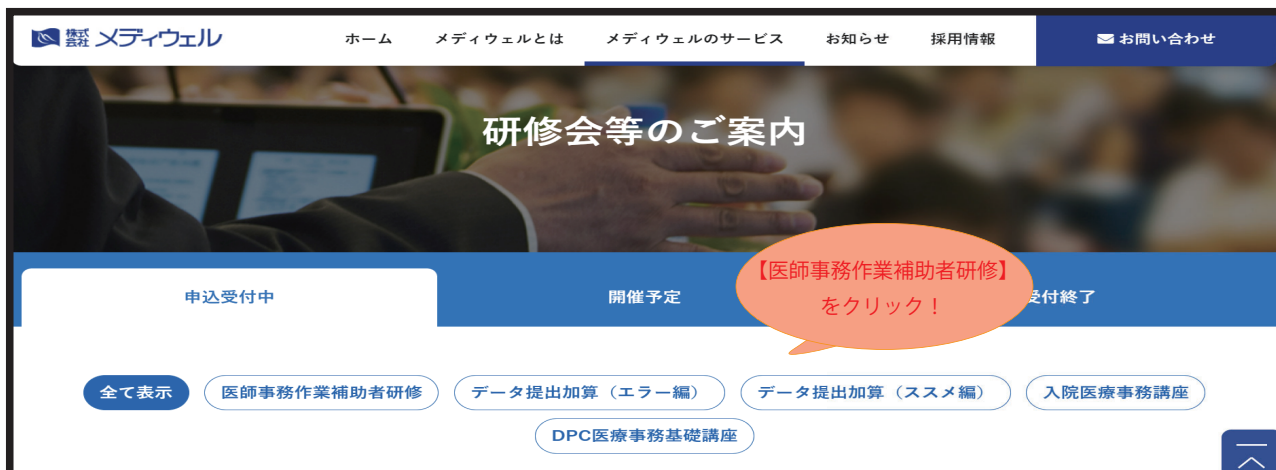 株式会社 メディウェル
ホーム メディウェルとは メディウェルのサービス お知らせ 採用情報 お問い合わせ
研修会等のご案内
【医師事務作業補助者研修】
をクリック！
申込受付中 開催予定 受付終了
全て表示 医師事務作業補助者研修 データ提出加算（エラー編） データ提出加算（ススメ編） 入院医療事務講座
DPC医療事務基礎講座